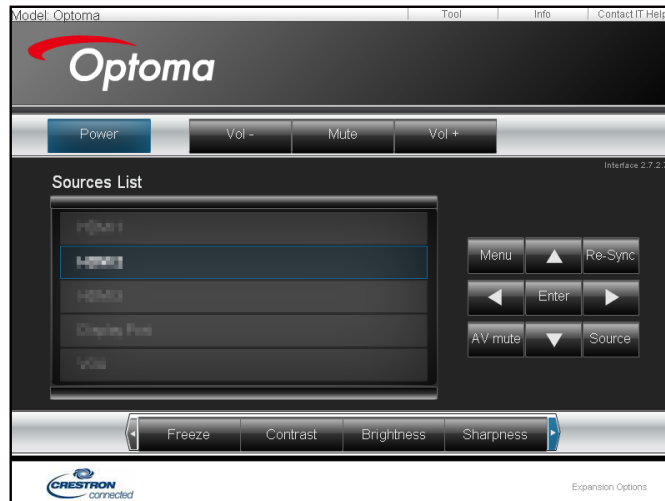 Model: Optoma Tool Info Contact IT Help
Optoma
Power Vol - Mute Vol +
Interface 2.7.2.7
Sources List
Menu Re-Sync
Enter
AV mute Source
Freeze Contrast Brightness Sharpness
CRESTRON
connected
Expansion Options